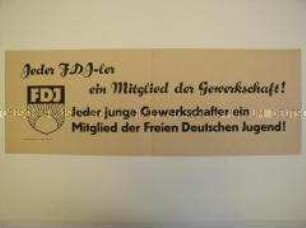 Jeder FDJ-ler
ein Mitglied der Gewerkschaft!
FDJ
Jeder junge Gewerkschafter ein
Mitglied der Freien Deutschen Jugend!